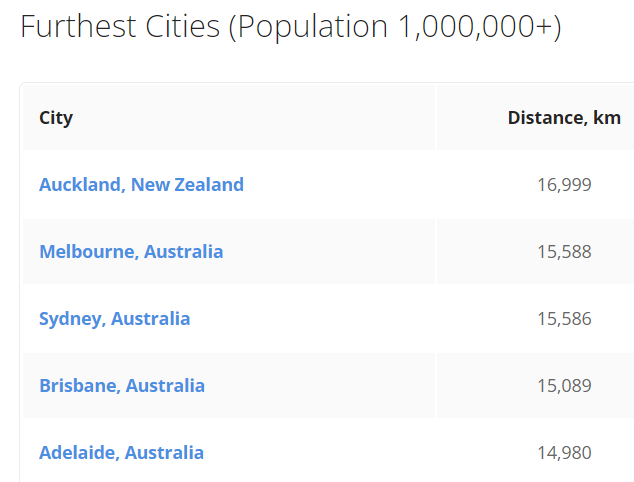 Furthest Cities (Population 1,000,000+)
City Distance, km
Auckland, New Zealand 16,999
Melbourne, Australia 15,588
Sydney, Australia 15,586
Brisbane, Australia 15,089
Adelaide, Australia 14,980